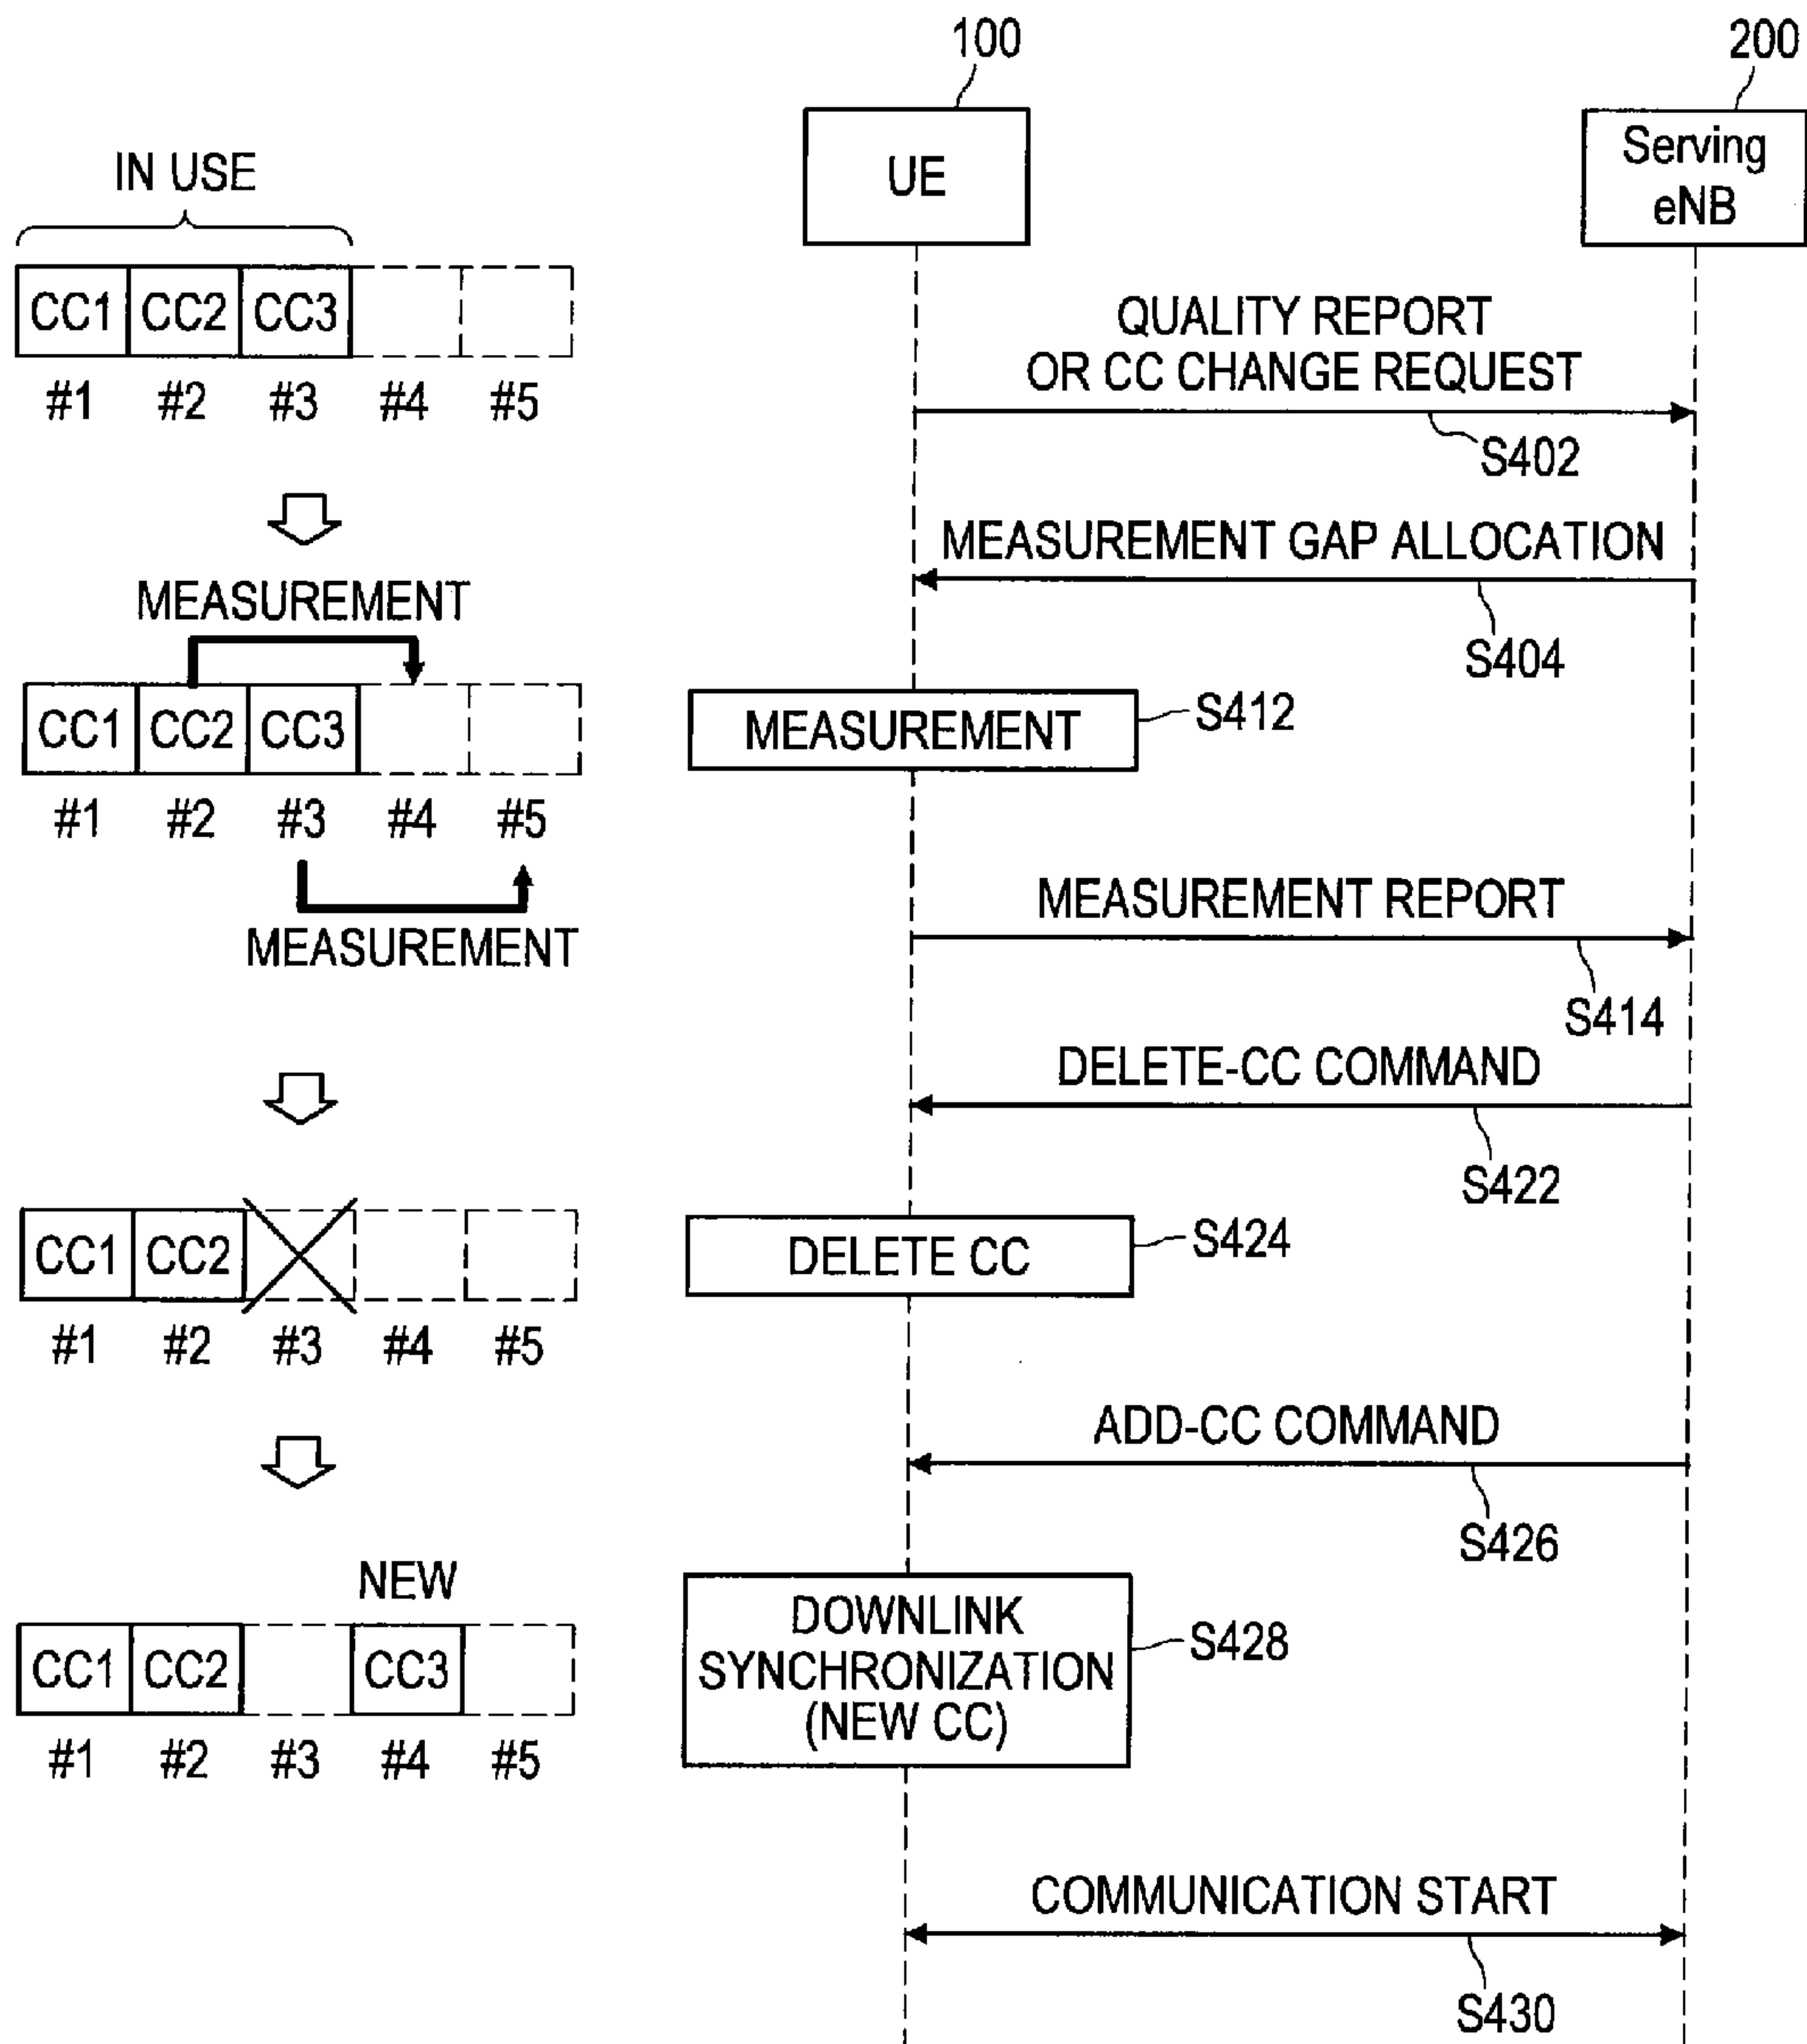 100
200
UE
Serving
eNB
IN USE
CC1 CC2 CC3
#1 #2 #3 #4 #5
QUALITY REPORT
OR CC CHANGE REQUEST
S402
MEASUREMENT GAP ALLOCATION
S404
MEASUREMENT
CC1 CC2 CC3
#1 #2 #3 #4 #5
MEASUREMENT
MEASUREMENT
S412
MEASUREMENT REPORT
S414
DELETE-CC COMMAND
S422
CC1 CC2
#1 #2 #3 #4 #5
DELETE CC
S424
ADD-CC COMMAND
S426
NEW
CC1 CC2 CC3
#1 #2 #3 #4 #5
DOWNLINK
SYNCHRONIZATION
(NEW CC)
S428
COMMUNICATION START
S430